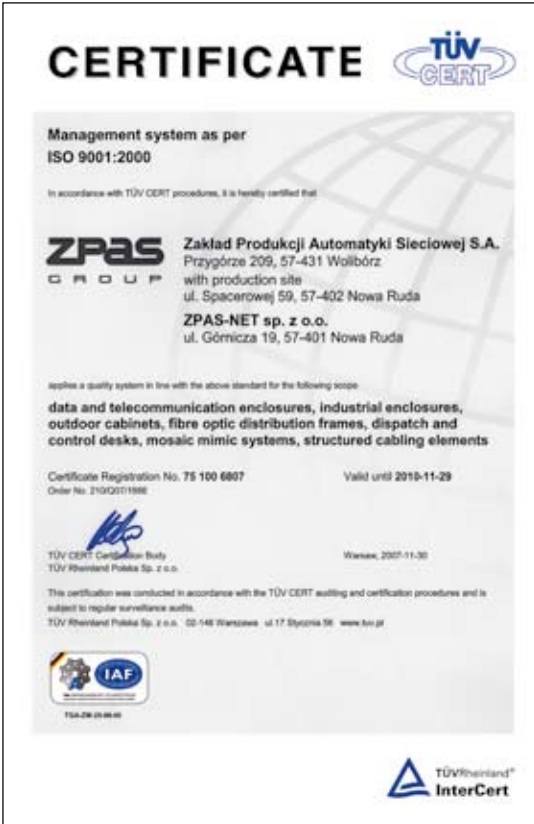 CERTIFICATE
TÜV
CERT
Management system as per
ISO 9001:2000
In accordance with TÜV CERT procedures, it is hereby certified that
ZPAS
GROUP
Zakład Produkcji Automatyki Sieciowej S.A.
Przygórze 209, 57-431 Wolibórz
with production site
ul. Spacerowej 59, 57-402 Nowa Ruda
ZPAS-NET sp. z o.o.
ul. Górnicza 19, 57-401 Nowa Ruda
applies a quality system in line with the above standard for the following scope
data and telecommunication enclosures, industrial enclosures,
outdoor cabinets, fibre optic distribution frames, dispatch and
control desks, mosaic mimic systems, structured cabling elements
Certificate Registration No. 75 100 6807
Valid until 2010-11-29
Order No.
TÜV CERT Certification Body
Warsaw, 2007-11-30
TÜV Rheinland Polska Sp. z o.o.
This certification was conducted in accordance with the TÜV CERT auditing and certification procedures and is
subject to regular surveillance audits.
TÜV Rheinland Polska Sp. z o.o. 02-146 Warszawa ul.17 Stycznia 56 www.tuv.pl
IAF
TÜVRheinland®
InterCert